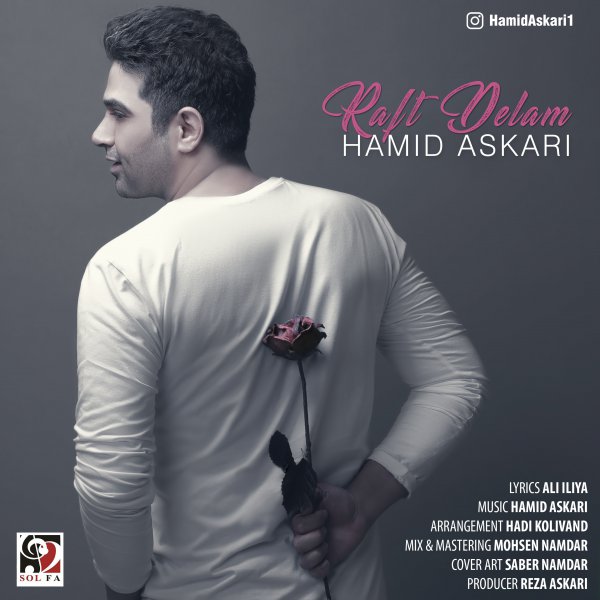 HamidAskari1
Raft Delam
HAMID ASKARI
LYRICS ALI ILIYA
MUSIC HAMID ASKARI
ARRANGEMENT HADI KOLIVAND
MIX & MASTERING MOHSEN NAMDAR
COVER ART SABER NAMDAR
PRODUCER REZA ASKARI
SOL FA